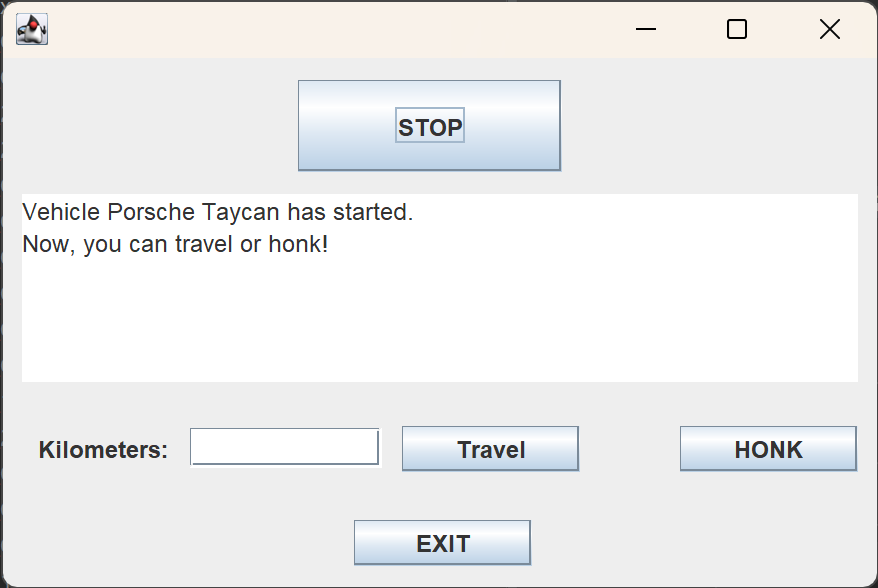 STOP
Vehicle Porsche Taycan has started.
Now, you can travel or honk!
Kilometers: Travel HONK
EXIT